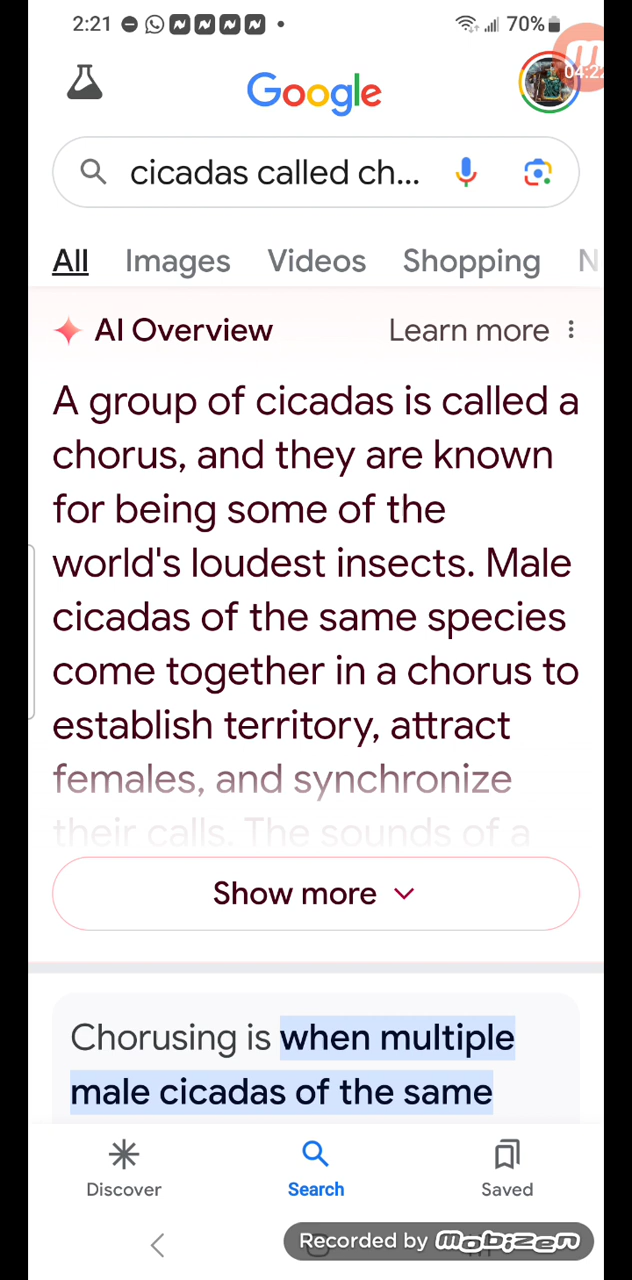 2:21
70%
04:22
Google
cicadas called ch...
All Images Videos Shopping N
AI Overview Learn more
A group of cicadas is called a
chorus, and they are known
for being some of the
world's loudest insects. Male
cicadas of the same species
come together in a chorus to
establish territory, attract
females, and synchronize
their calls. The sounds of a
Show more
Chorusing is when multiple
male cicadas of the same
Discover Search Saved
Recorded by mobizen